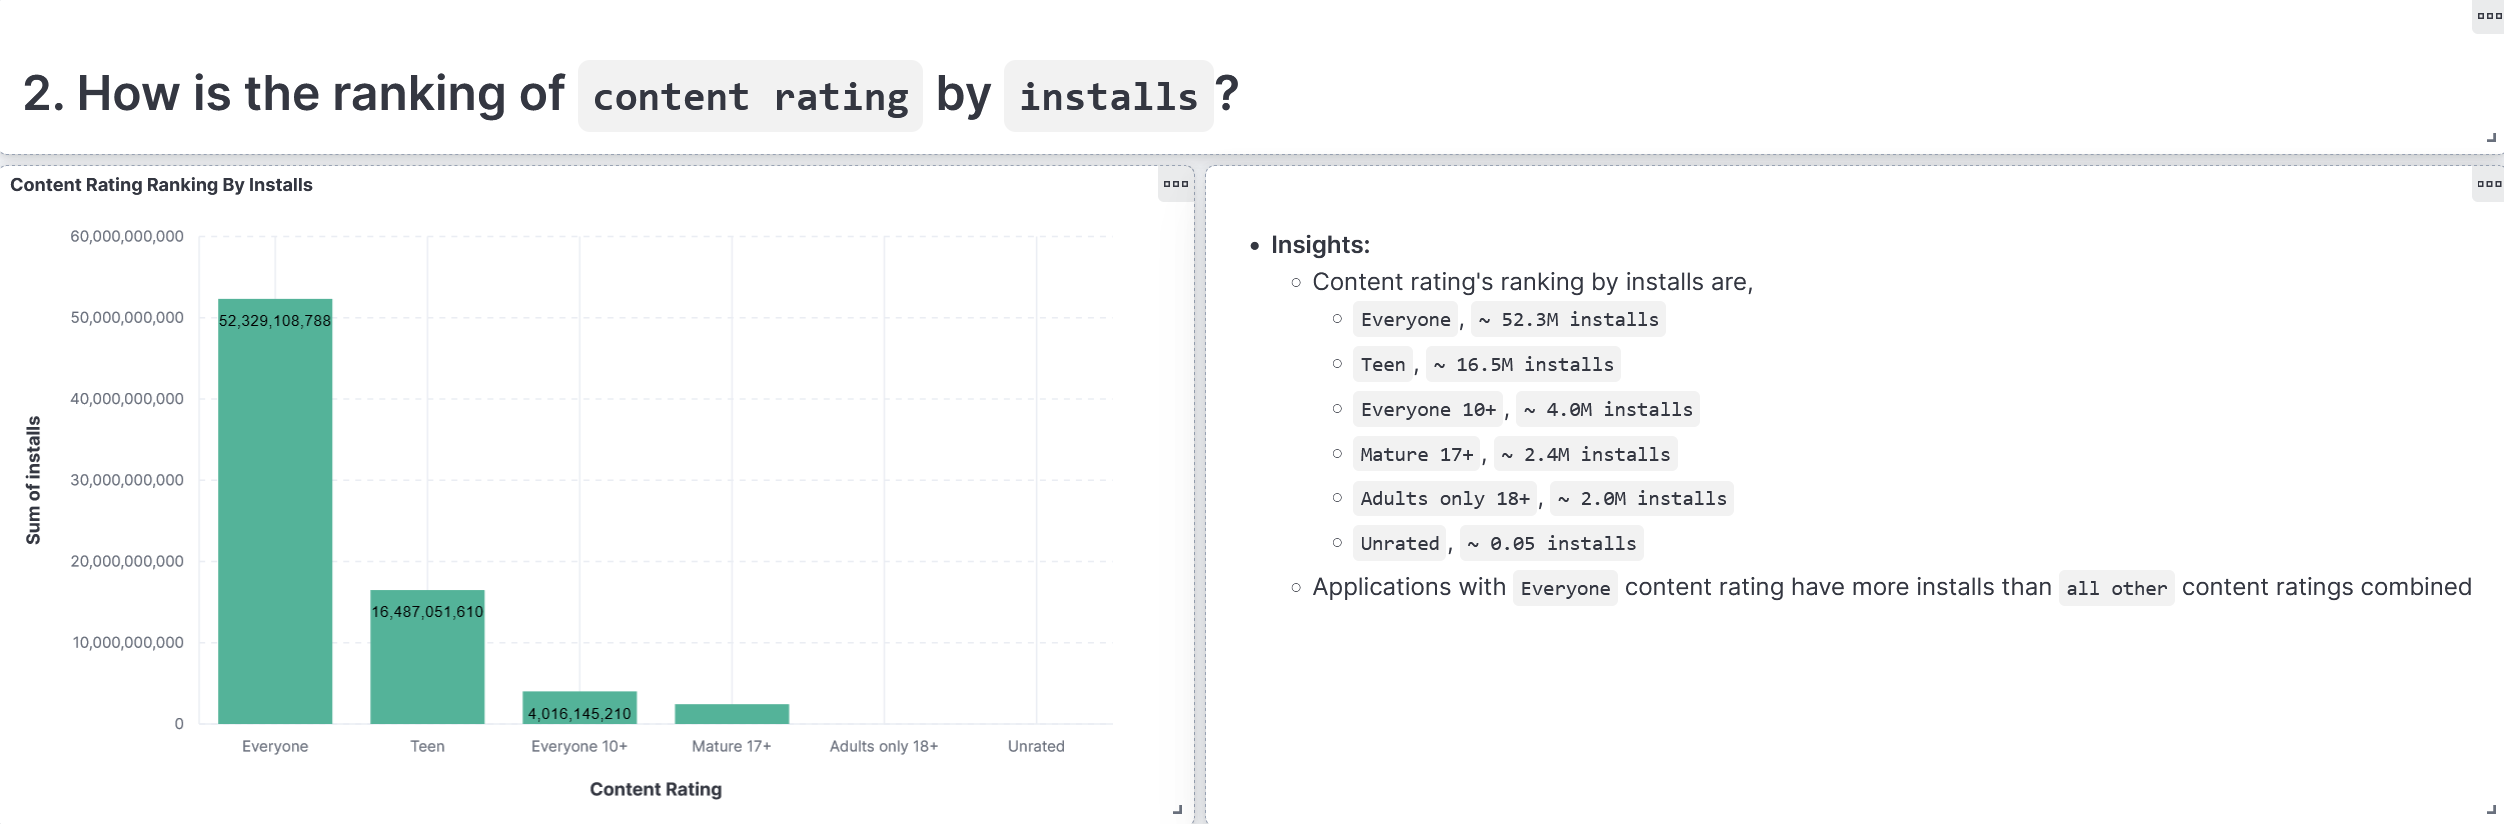 2. How is the ranking of content rating by installs?
Content Rating Ranking By Installs
60,000,000,000
50,000,000,000
40,000,000,000
30,000,000,000
20,000,000,000
10,000,000,000
0
Sum of installs
52,329,108,788
16,487,051,610
4,016,145,210
Everyone
Teen
Everyone 10+
Mature 17+
Adults only 18+
Unrated
Content Rating
• Insights:
○ Content rating's ranking by installs are,
○ Everyone, ~ 52.3M installs
○ Teen, ~ 16.5M installs
○ Everyone 10+, ~ 4.0M installs
○ Mature 17+, ~ 2.4M installs
○ Adults only 18+, ~ 2.0M installs
○ Unrated, ~ 0.05 installs
○ Applications with Everyone content rating have more installs than all other content ratings combined